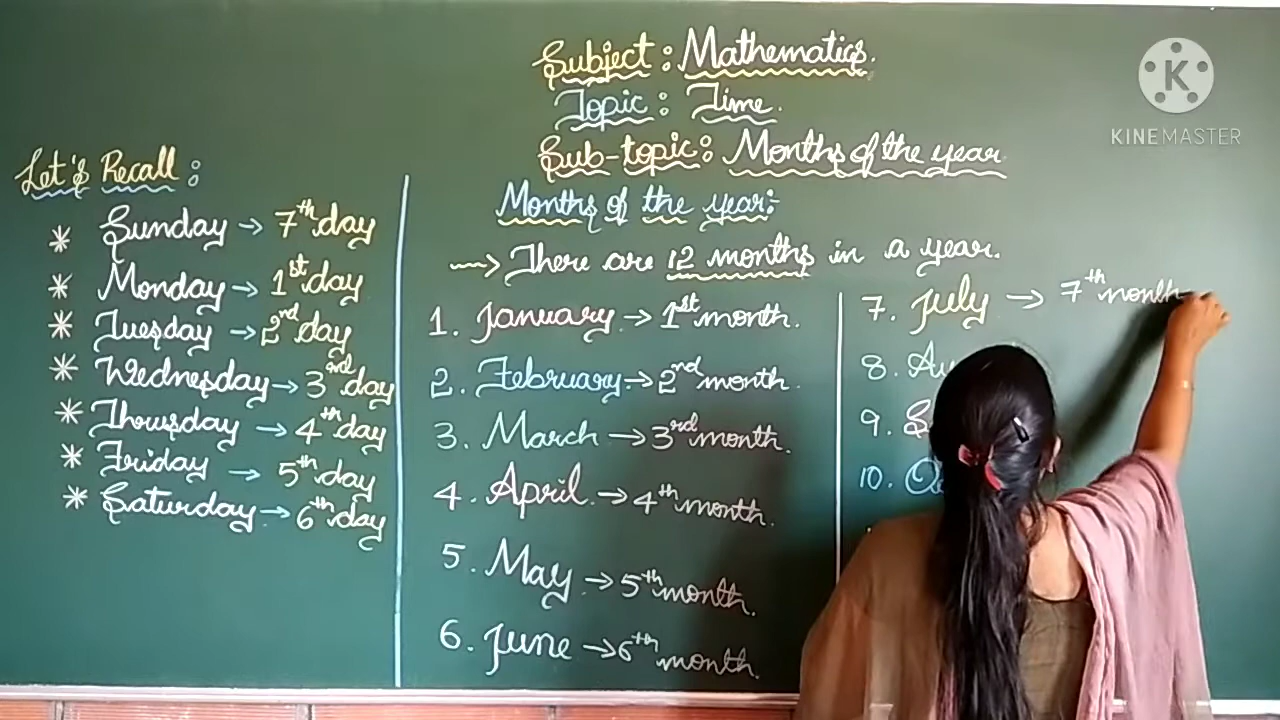 Subject : Mathematics.
Topic : Time.
Sub-topic : Months of the year
KINEMASTER
Let's Recall :
* Sunday → 7th day
* Monday → 1st day
* Tuesday → 2nd day
* Wednesday → 3rd day
* Thursday → 4th day
* Friday → 5th day
* Saturday → 6th day
Months of the year:-
→ There are 12 months in a year.
1. January → 1st month.
2. February → 2nd month.
3. March → 3rd month.
4. April → 4th month.
5. May → 5th month.
6. June → 6th month.
7. July → 7th month
8.
9.
10.